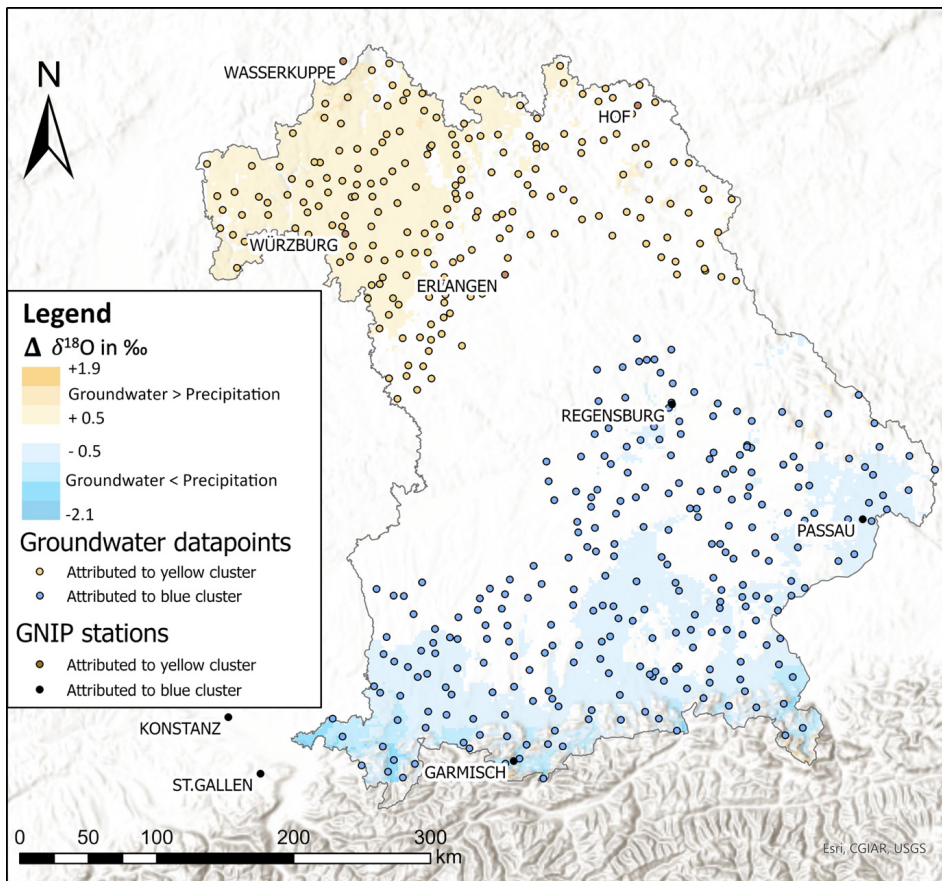 N
WASSERKUPPE
HOF
WÜRZBURG
ERLANGEN
REGENSBURG
PASSAU
KONSTANZ
ST.GALLEN
GARMISCH
Legend
Δ δ¹⁸O in ‰
+1.9
Groundwater > Precipitation
+ 0.5
- 0.5
Groundwater < Precipitation
-2.1
Groundwater datapoints
Attributed to yellow cluster
Attributed to blue cluster
GNIP stations
Attributed to yellow cluster
Attributed to blue cluster
0 50 100 200 300
km
Esri, CGIAR, USGS